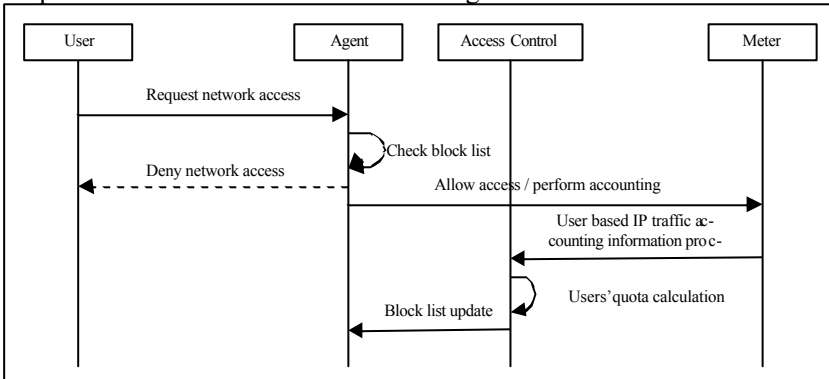 User
Agent
Access Control
Meter
Request network access
Check block list
Deny network access
Allow access / perform accounting
User based IP traffic ac-
counting information proc-
Users'quota calculation
Block list update